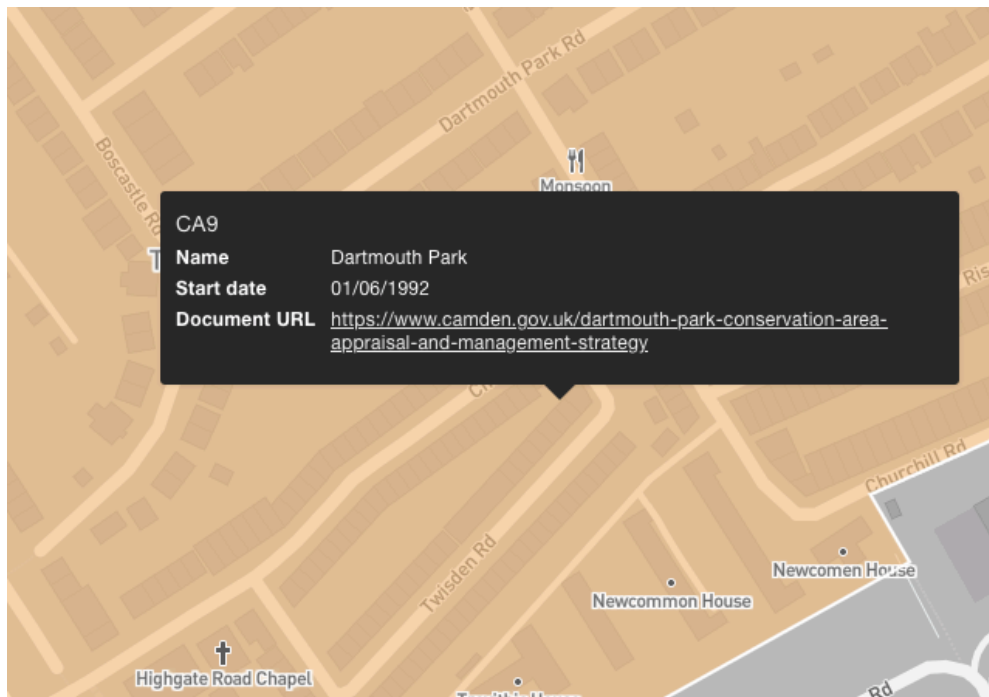 Dartmouth Park Rd
Boscastle Rd
Monsoon
CA9
Name Dartmouth Park
Start date 01/06/1992
Document URL https://www.camden.gov.uk/dartmouth-park-conservation-area-
appraisal-and-management-strategy
Churchill Rd
Twisden Rd
Newcomen House
Newcommon House
Highgate Road Chapel
Rd